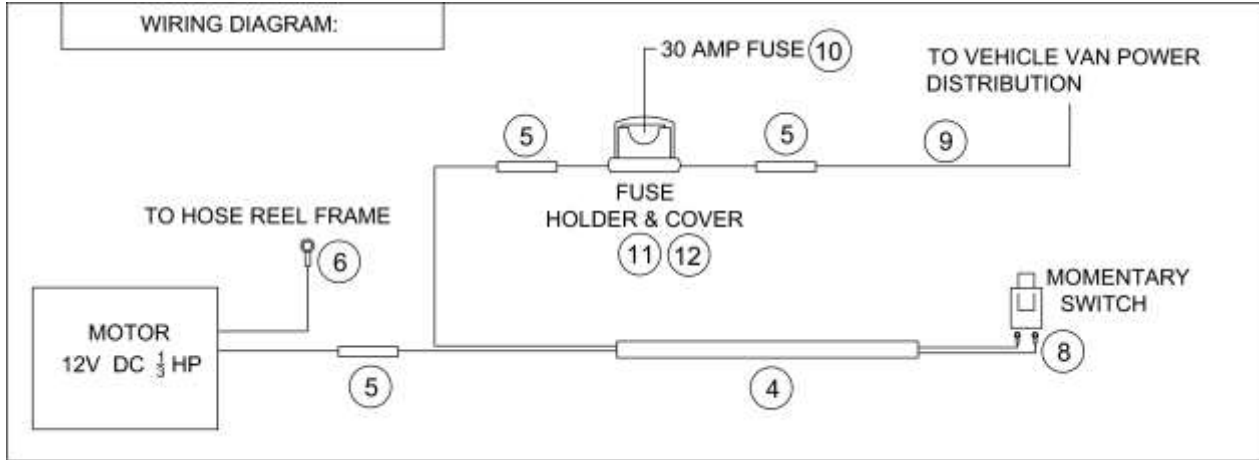 WIRING DIAGRAM:
30 AMP FUSE 10
TO VEHICLE VAN POWER
DISTRIBUTION
5
5
9
FUSE
HOLDER & COVER
11 12
TO HOSE REEL FRAME
6
MOMENTARY
SWITCH
8
MOTOR
12V DC 1/3 HP
5
4